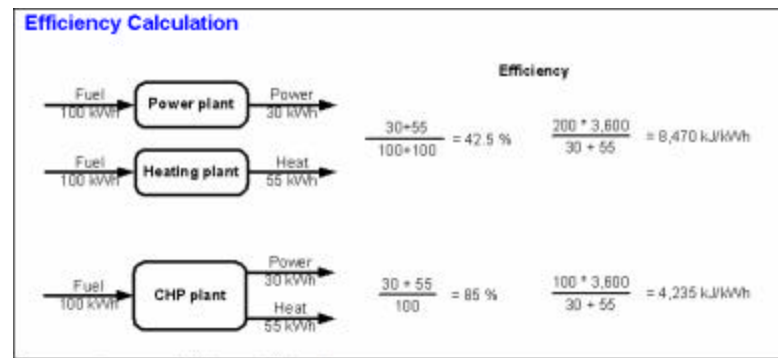 Efficiency Calculation
Efficiency
Fuel
100 kWh
Power plant
Power
30 kWh
30+55
100+100
= 42.5 %
200 * 3,600
30 + 55
= 8,470 kJ/kWh
Fuel
100 kWh
Heating plant
Heat
55 kWh
Fuel
100 kWh
CHP plant
Power
30 kWh
Heat
55 kWh
30 + 55
100
= 85 %
100 * 3,600
30 + 55
= 4,235 kJ/kWh